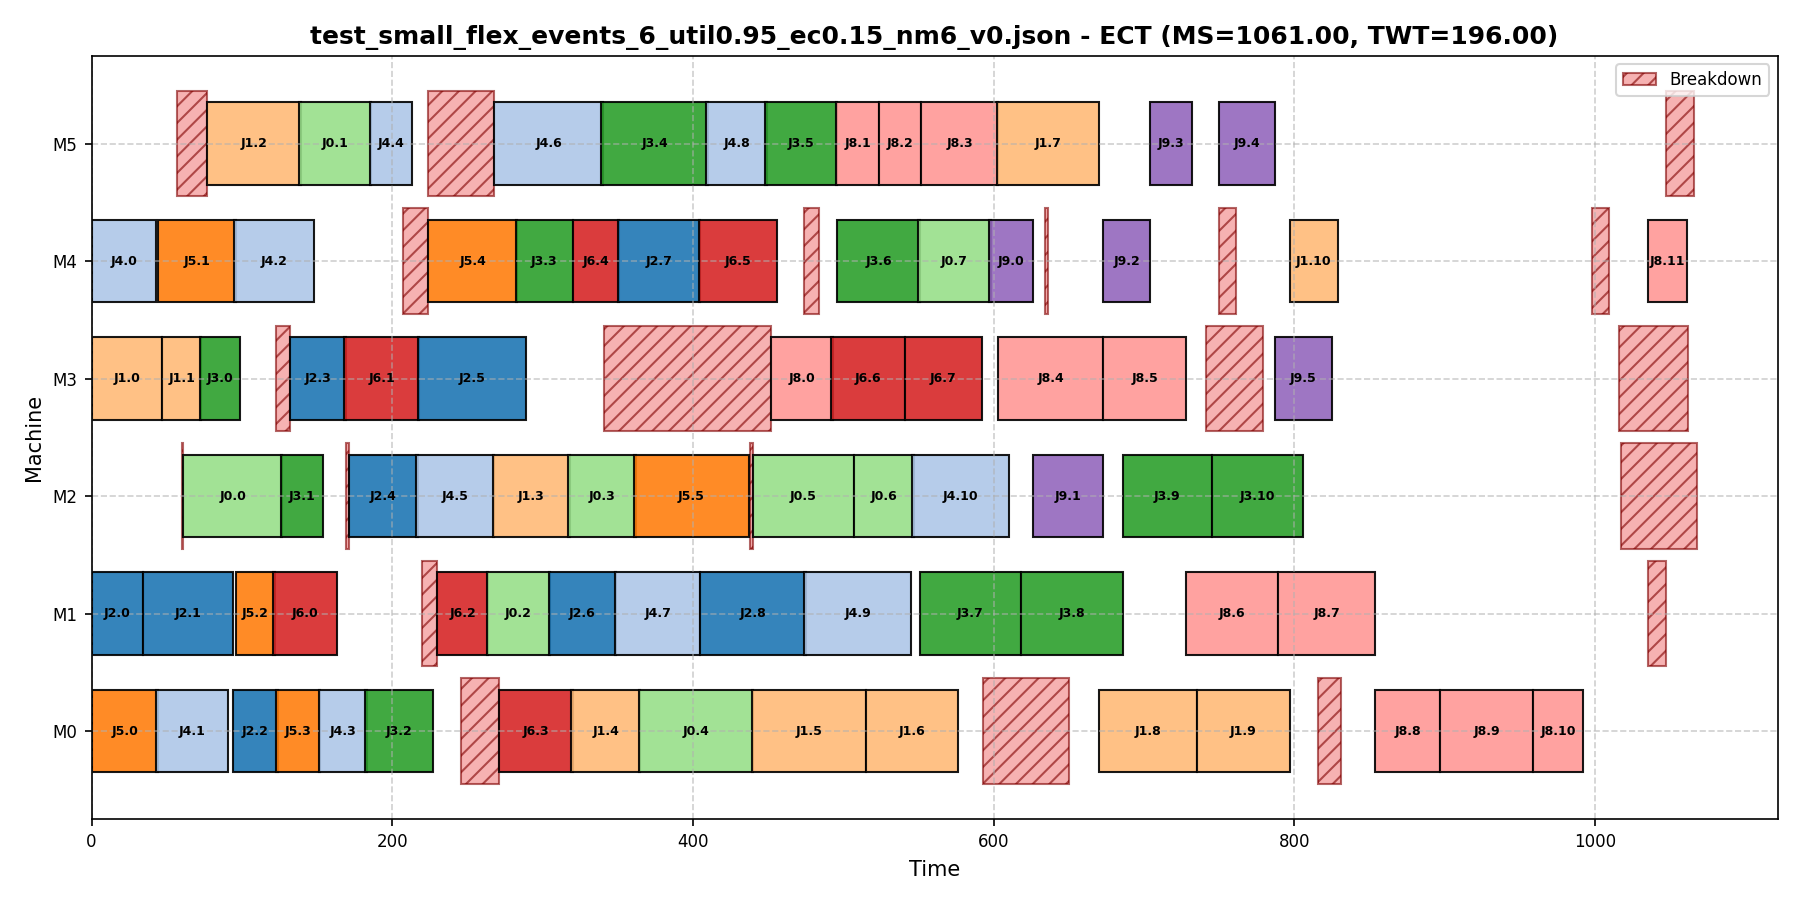 test_small_flex_events_6_util0.95_ec0.15_nm6_v0.json - ECT (MS=1061.00, TWT=196.00)
Breakdown
M5 J1.2 J0.1 J4.4 J4.6 J3.4 J4.8 J3.5 J8.1 J8.2 J8.3 J1.7 J9.3 J9.4
M4 J4.0 J5.1 J4.2 J5.4 J3.3 J6.4 J2.7 J6.5 J3.6 J0.7 J9.0 J9.2 J1.10 J8.11
M3 J1.0 J1.1 J3.0 J2.3 J6.1 J2.5 J8.0 J6.6 J6.7 J8.4 J8.5 J9.5
M2 J0.0 J3.1 J2.4 J4.5 J1.3 J0.3 J5.5 J0.5 J0.6 J4.10 J9.1 J3.9 J3.10
M1 J2.0 J2.1 J5.2 J6.0 J6.2 J0.2 J2.6 J4.7 J2.8 J4.9 J3.7 J3.8 J8.6 J8.7
M0 J5.0 J4.1 J2.2 J5.3 J4.3 J3.2 J6.3 J1.4 J0.4 J1.5 J1.6 J1.8 J1.9 J8.8 J8.9 J8.10
Machine
0 200 400 600 800 1000
Time